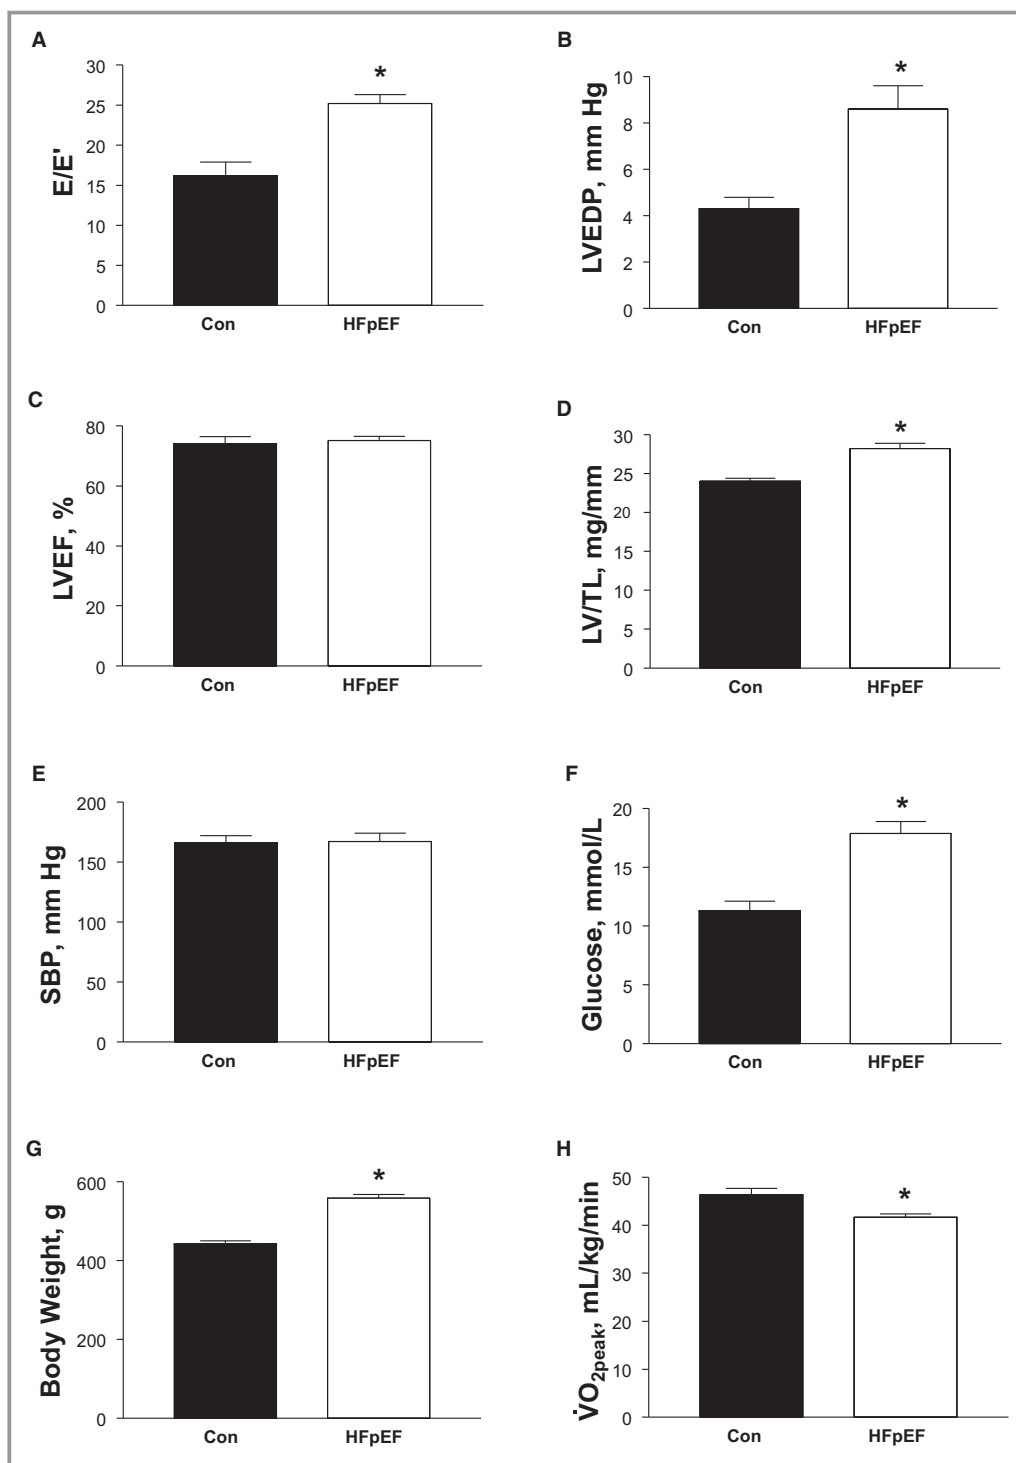 A
30
25
20
15
10
5
0
E/E'
*
Con HFpEF
B
10
8
6
4
2
0
LVEDP, mm Hg
*
Con HFpEF
C
80
60
40
20
0
LVEF, %
Con HFpEF
D
30
25
20
15
10
5
0
LV/TL, mg/mm
*
Con HFpEF
E
200
150
100
50
0
SBP, mm Hg
Con HFpEF
F
20
15
10
5
0
Glucose, mmol/L
*
Con HFpEF
G
600
400
200
0
Body Weight, g
*
Con HFpEF
H
50
40
30
20
10
0
V̇O2peak, mL/kg/min
*
Con HFpEF